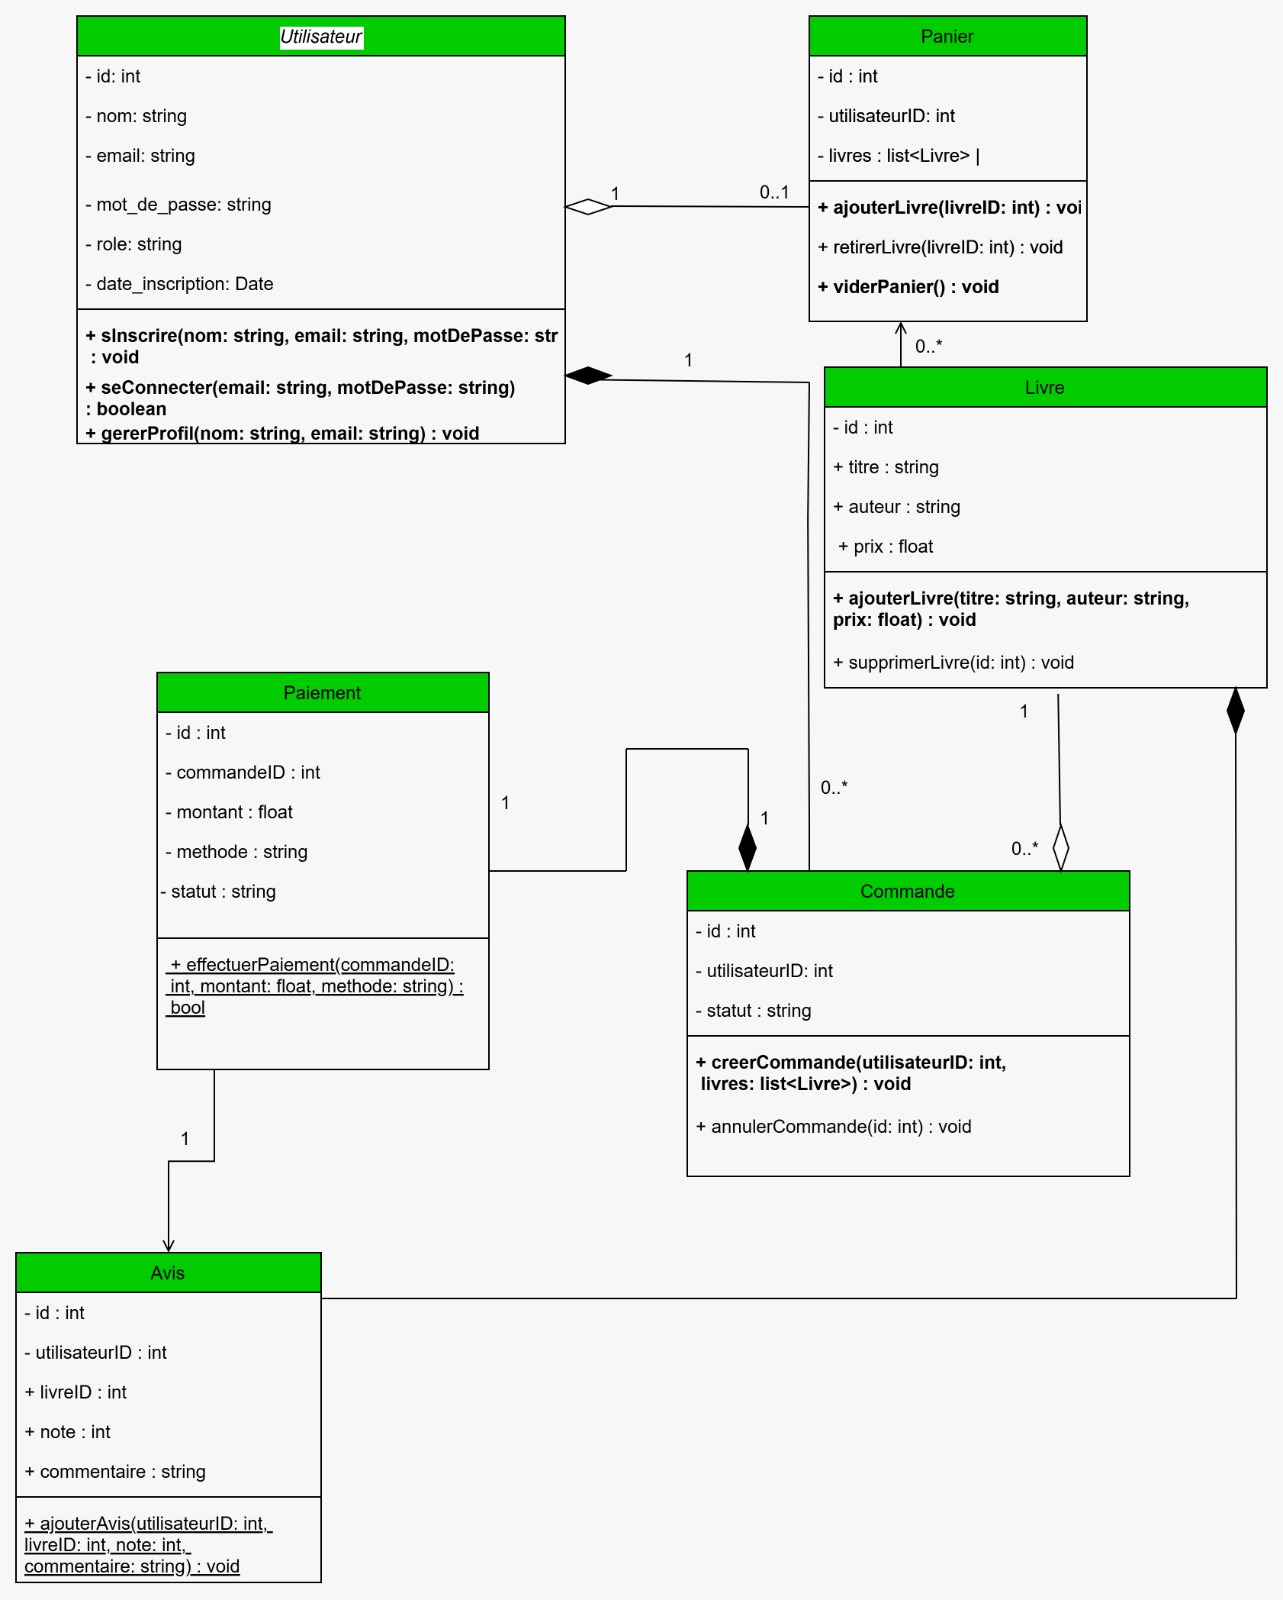 Utilisateur
- id: int
- nom: string
- email: string
- mot_de_passe: string
- role: string
- date_inscription: Date
+ sInscrire(nom: string, email: string, motDePasse: str
: void
+ seConnecter(email: string, motDePasse: string)
: boolean
+ gererProfil(nom: string, email: string) : void
1
0..1
Panier
- id : int
- utilisateurID: int
- livres : list<Livre> |
+ ajouterLivre(livreID: int) : voi
+ retirerLivre(livreID: int) : void
+ viderPanier() : void
0..*
1
Livre
- id : int
+ titre : string
+ auteur : string
+ prix : float
+ ajouterLivre(titre: string, auteur: string,
prix: float) : void
+ supprimerLivre(id: int) : void
1
0..*
0..*
Paiement
- id : int
- commandeID : int
- montant : float
- methode : string
- statut : string
+ effectuerPaiement(commandeID:
int, montant: float, methode: string) :
bool
1
1
Commande
- id : int
- utilisateurID: int
- statut : string
+ creerCommande(utilisateurID: int,
livres: list<Livre>) : void
+ annulerCommande(id: int) : void
1
Avis
- id : int
- utilisateurID : int
+ livreID : int
+ note : int
+ commentaire : string
+ ajouterAvis(utilisateurID: int,
livreID: int, note: int,
commentaire: string) : void